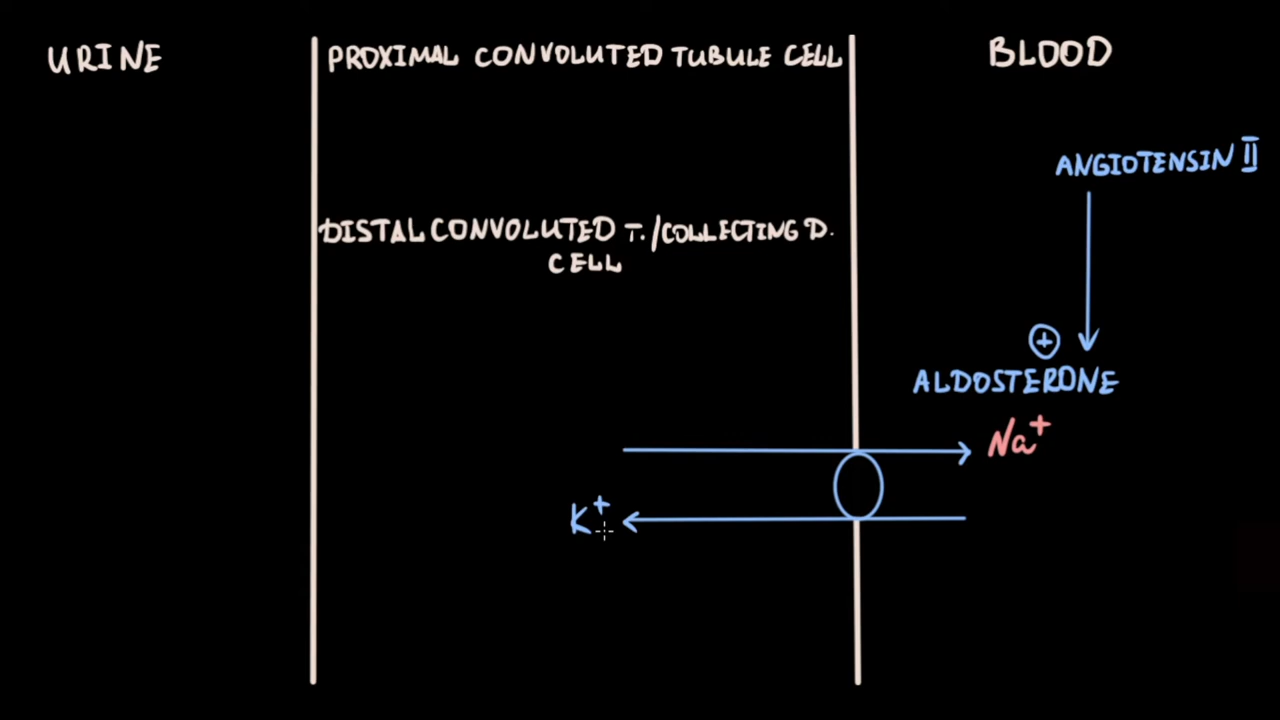 URINE
PROXIMAL CONVOLUTED TUBULE CELL
BLOOD
ANGIOTENSIN II
DISTAL CONVOLUTED T./COLLECTING D.
CELL
+
ALDOSTERONE
Na+
K+